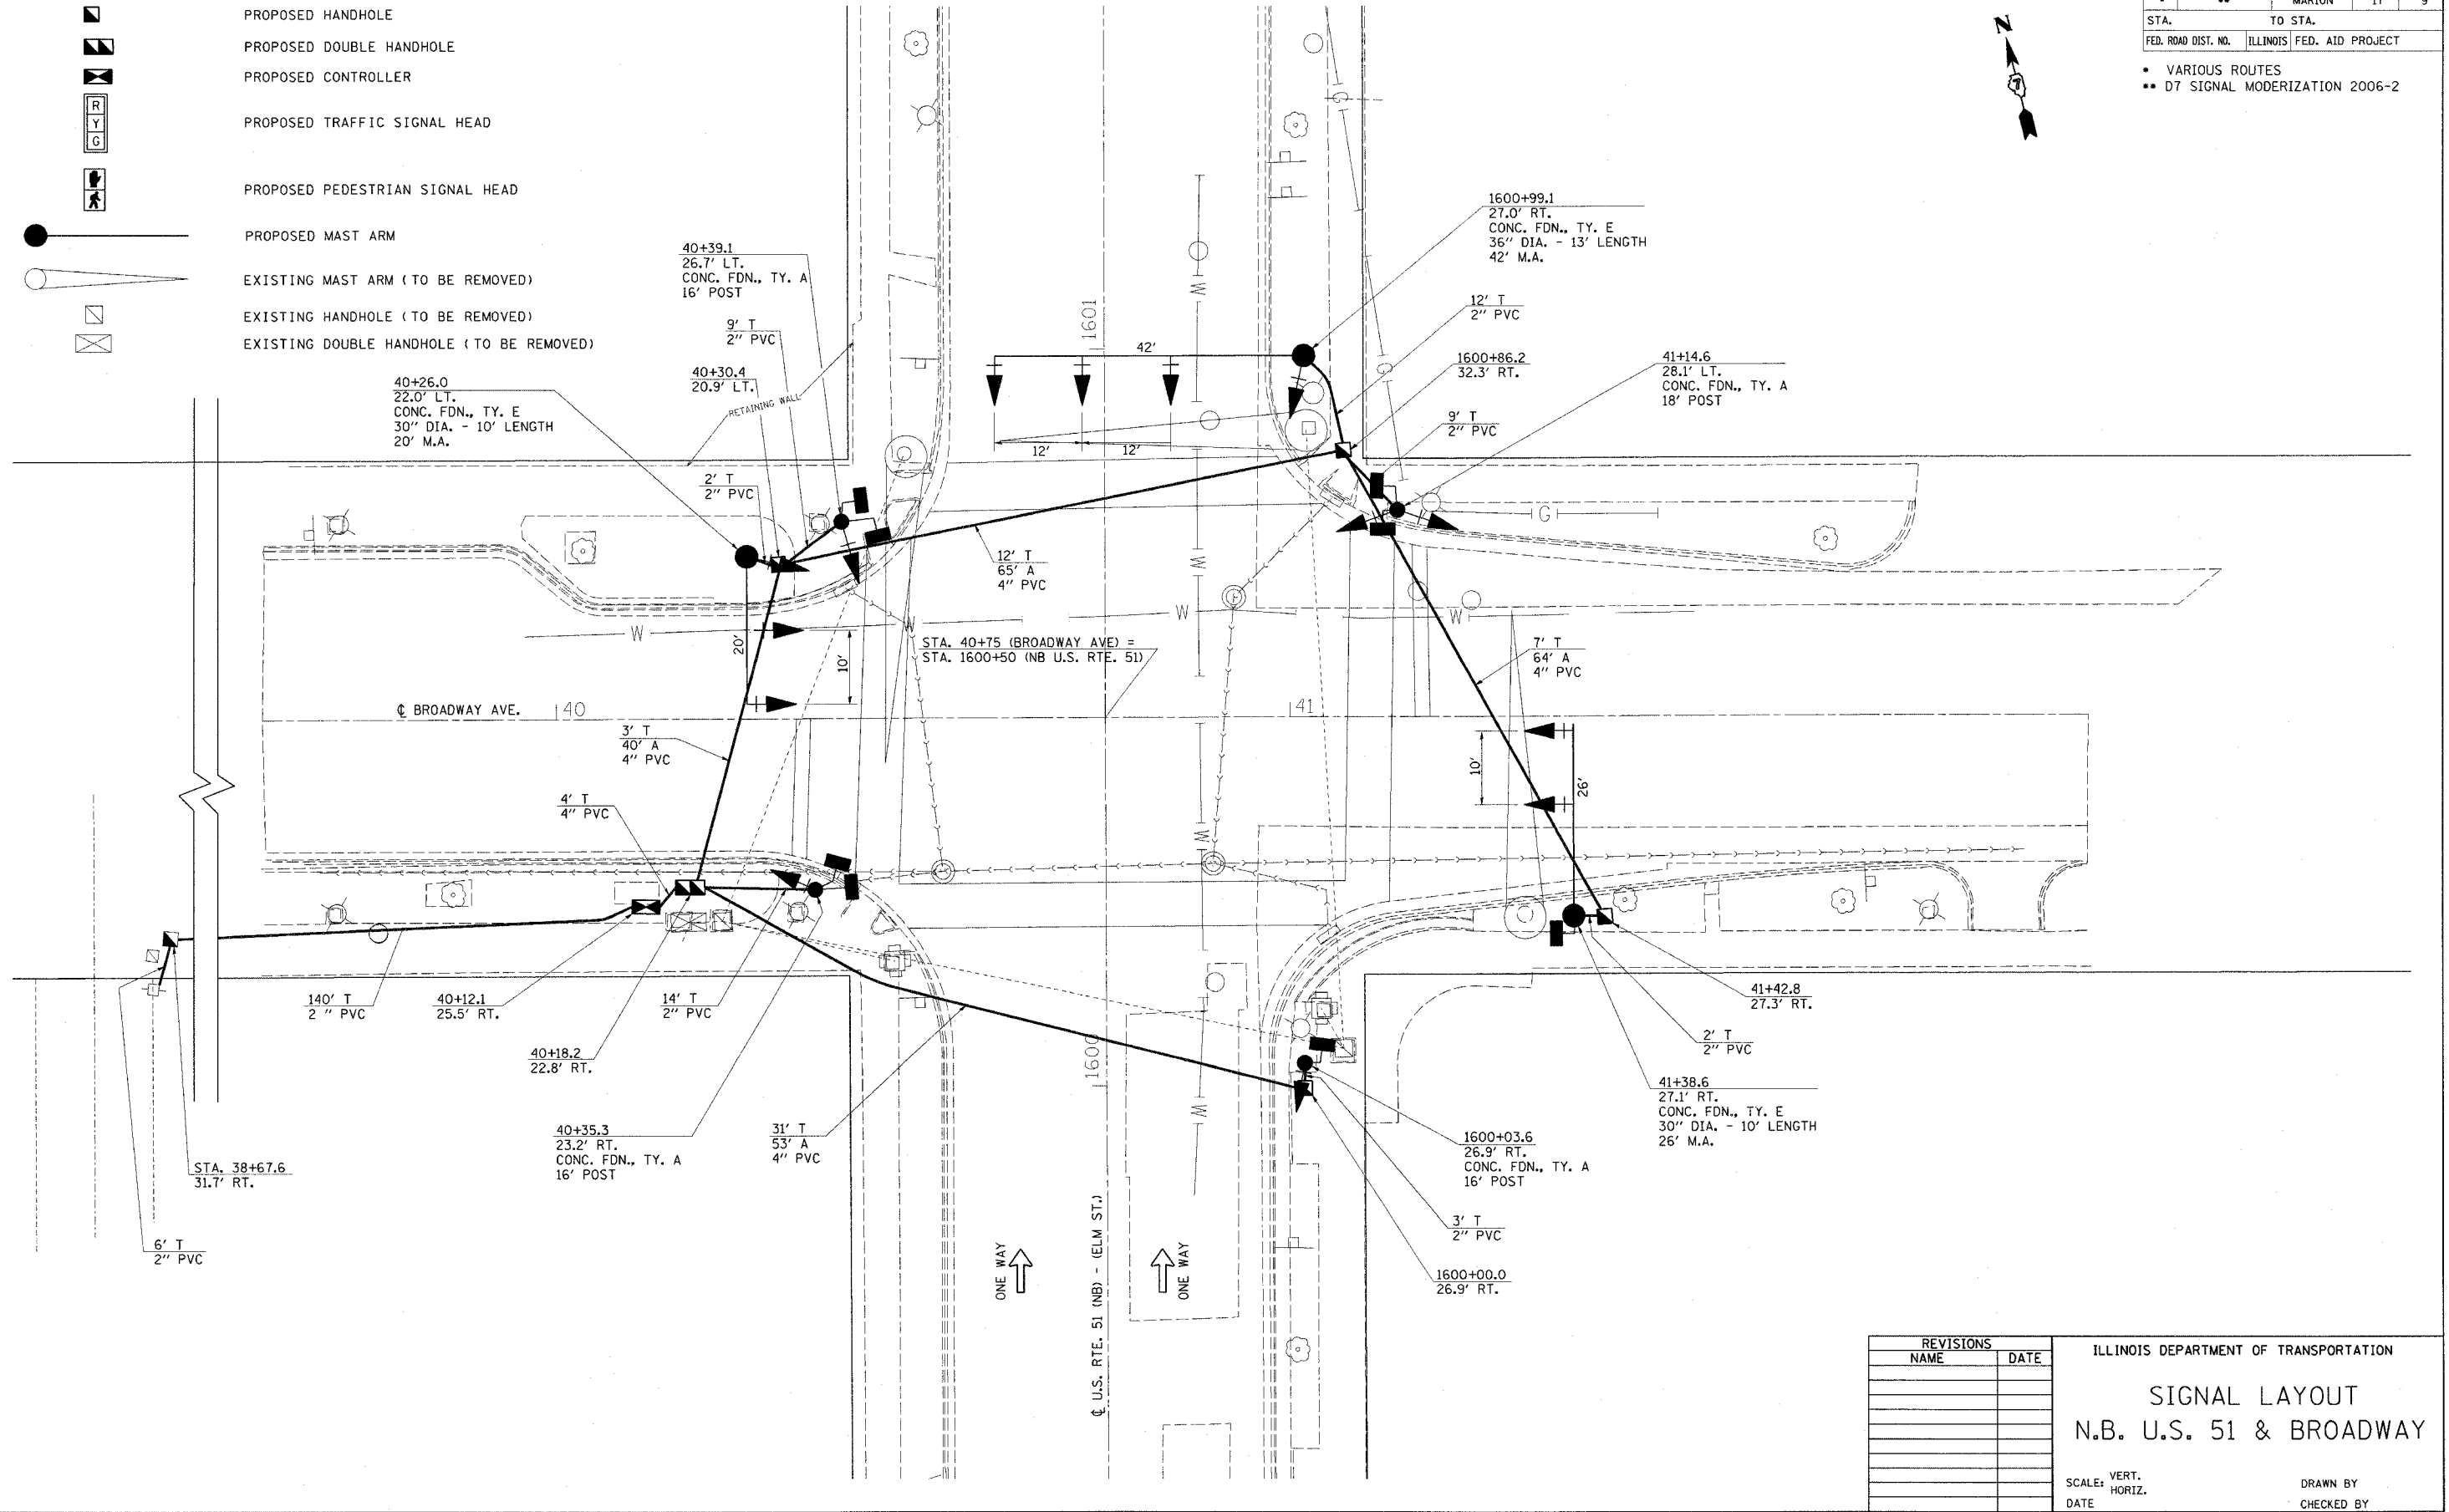 PROPOSED HANDHOLE
PROPOSED DOUBLE HANDHOLE
PROPOSED CONTROLLER
R
Y
G
PROPOSED TRAFFIC SIGNAL HEAD
PROPOSED PEDESTRIAN SIGNAL HEAD
PROPOSED MAST ARM
EXISTING MAST ARM (TO BE REMOVED)
EXISTING HANDHOLE (TO BE REMOVED)
EXISTING DOUBLE HANDHOLE (TO BE REMOVED)
N
7
** MARION 17 9
STA. TO STA.
FED. ROAD DIST. NO. ILLINOIS FED. AID PROJECT
* VARIOUS ROUTES
** D7 SIGNAL MODERIZATION 2006-2
40+39.1
26.7' LT.
CONC. FDN., TY. A
16' POST
9' T
2" PVC
40+30.4
20.9' LT.
RETAINING WALL
40+26.0
22.0' LT.
CONC. FDN., TY. E
30" DIA. - 10' LENGTH
20' M.A.
2' T
2" PVC
1601
42'
12'
12'
1600+99.1
27.0' RT.
CONC. FDN., TY. E
36" DIA. - 13' LENGTH
42' M.A.
12' T
2" PVC
1600+86.2
32.3' RT.
41+14.6
28.1' LT.
CONC. FDN., TY. A
18' POST
9' T
2" PVC
G
G
G
W
W
W
W
W
W
W
W
12' T
65' A
4" PVC
STA. 40+75 (BROADWAY AVE) =
STA. 1600+50 (NB U.S. RTE. 51)
20'
10'
7' T
64' A
4" PVC
℄ BROADWAY AVE.
40
41
3' T
40' A
4" PVC
10'
26'
4' T
4" PVC
140' T
2 " PVC
40+12.1
25.5' RT.
14' T
2" PVC
40+18.2
22.8' RT.
40+35.3
23.2' RT.
CONC. FDN., TY. A
16' POST
31' T
53' A
4" PVC
STA. 38+67.6
31.7' RT.
6' T
2" PVC
1600
41+42.8
27.3' RT.
2' T
2" PVC
41+38.6
27.1' RT.
CONC. FDN., TY. E
30" DIA. - 10' LENGTH
26' M.A.
1600+03.6
26.9' RT.
CONC. FDN., TY. A
16' POST
3' T
2" PVC
1600+00.0
26.9' RT.
ONE WAY
ONE WAY
℄ U.S. RTE. 51 (NB) - (ELM ST.)
REVISIONS
NAME DATE
ILLINOIS DEPARTMENT OF TRANSPORTATION
SIGNAL LAYOUT
N.B. U.S. 51 & BROADWAY
SCALE: VERT.
HORIZ.
DATE
DRAWN BY
CHECKED BY